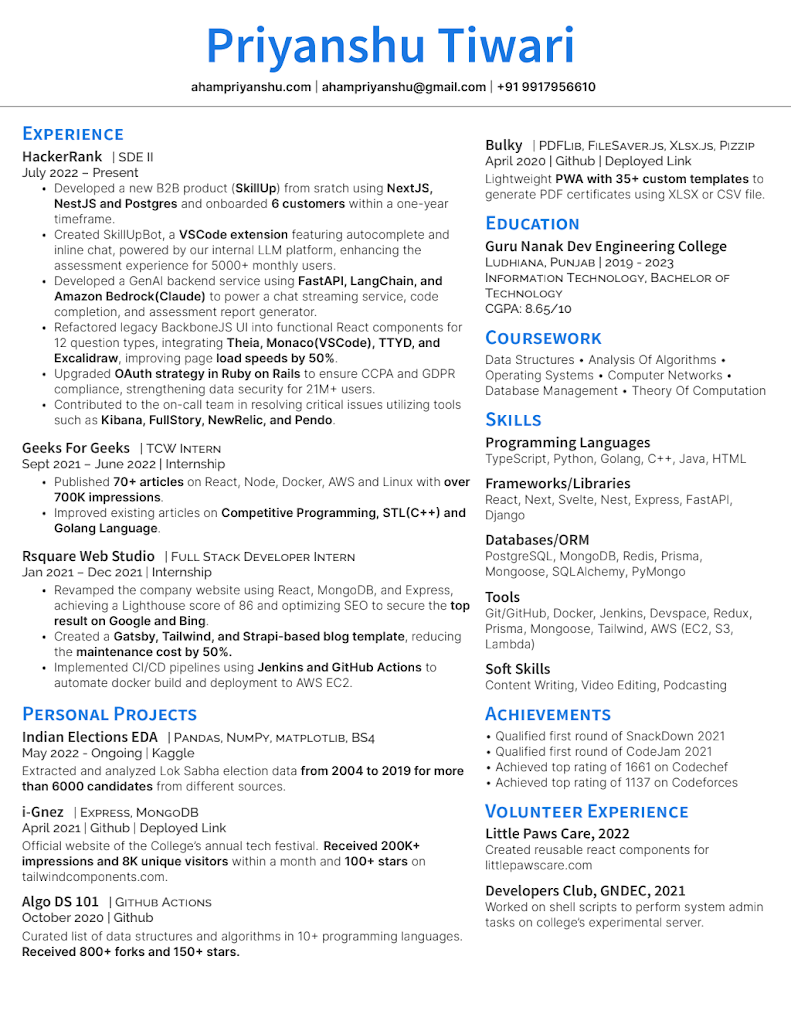 Priyanshu Tiwari
ahampriyanshu.com | ahampriyanshu@gmail.com | +91 9917956610
Experience
HackerRank | SDE II
July 2022 – Present
• Developed a new B2B product (SkillUp) from sratch using NextJS,
NestJS and Postgres and onboarded 6 customers within a one-year
timeframe.
• Created SkillUpBot, a VSCode extension featuring autocomplete and
inline chat, powered by our internal LLM platform, enhancing the
assessment experience for 5000+ monthly users.
• Developed a GenAI backend service using FastAPI, LangChain, and
Amazon Bedrock(Claude) to power a chat streaming service, code
completion, and assessment report generator.
• Refactored legacy BackboneJS UI into functional React components for
12 question types, integrating Theia, Monaco(VSCode), TTYD, and
Excalidraw, improving page load speeds by 50%.
• Upgraded OAuth strategy in Ruby on Rails to ensure CCPA and GDPR
compliance, strengthening data security for 21M+ users.
• Contributed to the on-call team in resolving critical issues utilizing tools
such as Kibana, FullStory, NewRelic, and Pendo.
Geeks For Geeks | TCW Intern
Sept 2021 – June 2022 | Internship
• Published 70+ articles on React, Node, Docker, AWS and Linux with over
700K impressions.
• Improved existing articles on Competitive Programming, STL(C++) and
Golang Language.
Rsquare Web Studio | Full Stack Developer Intern
Jan 2021 – Dec 2021 | Internship
• Revamped the company website using React, MongoDB, and Express,
achieving a Lighthouse score of 86 and optimizing SEO to secure the top
result on Google and Bing.
• Created a Gatsby, Tailwind, and Strapi-based blog template, reducing
the maintenance cost by 50%.
• Implemented CI/CD pipelines using Jenkins and GitHub Actions to
automate docker build and deployment to AWS EC2.
Personal Projects
Indian Elections EDA | Pandas, NumPy, matplotlib, BS4
May 2022 - Ongoing | Kaggle
Extracted and analyzed Lok Sabha election data from 2004 to 2019 for more
than 6000 candidates from different sources.
i-Gnez | Express, MongoDB
April 2021 | Github | Deployed Link
Official website of the College's annual tech festival. Received 200K+
impressions and 8K unique visitors within a month and 100+ stars on
tailwindcomponents.com.
Algo DS 101 | Github Actions
October 2020 | Github
Curated list of data structures and algorithms in 10+ programming languages.
Received 800+ forks and 150+ stars.
Bulky | PDFLib, FileSaver.js, Xlsx.js, Pizzip
April 2020 | Github | Deployed Link
Lightweight PWA with 35+ custom templates to
generate PDF certificates using XLSX or CSV file.
Education
Guru Nanak Dev Engineering College
Ludhiana, Punjab | 2019 - 2023
Information Technology, Bachelor of
Technology
CGPA: 8.65/10
Coursework
Data Structures • Analysis Of Algorithms •
Operating Systems • Computer Networks •
Database Management • Theory Of Computation
Skills
Programming Languages
TypeScript, Python, Golang, C++, Java, HTML
Frameworks/Libraries
React, Next, Svelte, Nest, Express, FastAPI,
Django
Databases/ORM
PostgreSQL, MongoDB, Redis, Prisma,
Mongoose, SQLAlchemy, PyMongo
Tools
Git/GitHub, Docker, Jenkins, Devspace, Redux,
Prisma, Mongoose, Tailwind, AWS (EC2, S3,
Lambda)
Soft Skills
Content Writing, Video Editing, Podcasting
Achievements
• Qualified first round of SnackDown 2021
• Qualified first round of CodeJam 2021
• Achieved top rating of 1661 on Codechef
• Achieved top rating of 1137 on Codeforces
Volunteer Experience
Little Paws Care, 2022
Created reusable react components for
littlepawscare.com
Developers Club, GNDEC, 2021
Worked on shell scripts to perform system admin
tasks on college's experimental server.